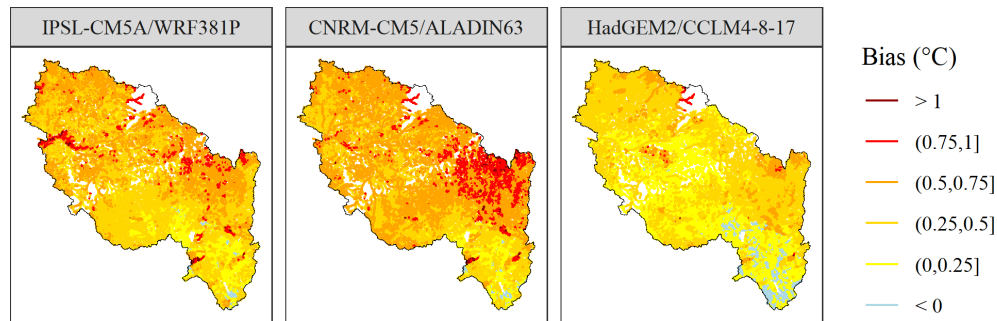 IPSL-CM5A/WRF381P
CNRM-CM5/ALADIN63
HadGEM2/CCLM4-8-17
Bias (°C)
> 1
(0.75,1]
(0.5,0.75]
(0.25,0.5]
(0,0.25]
< 0